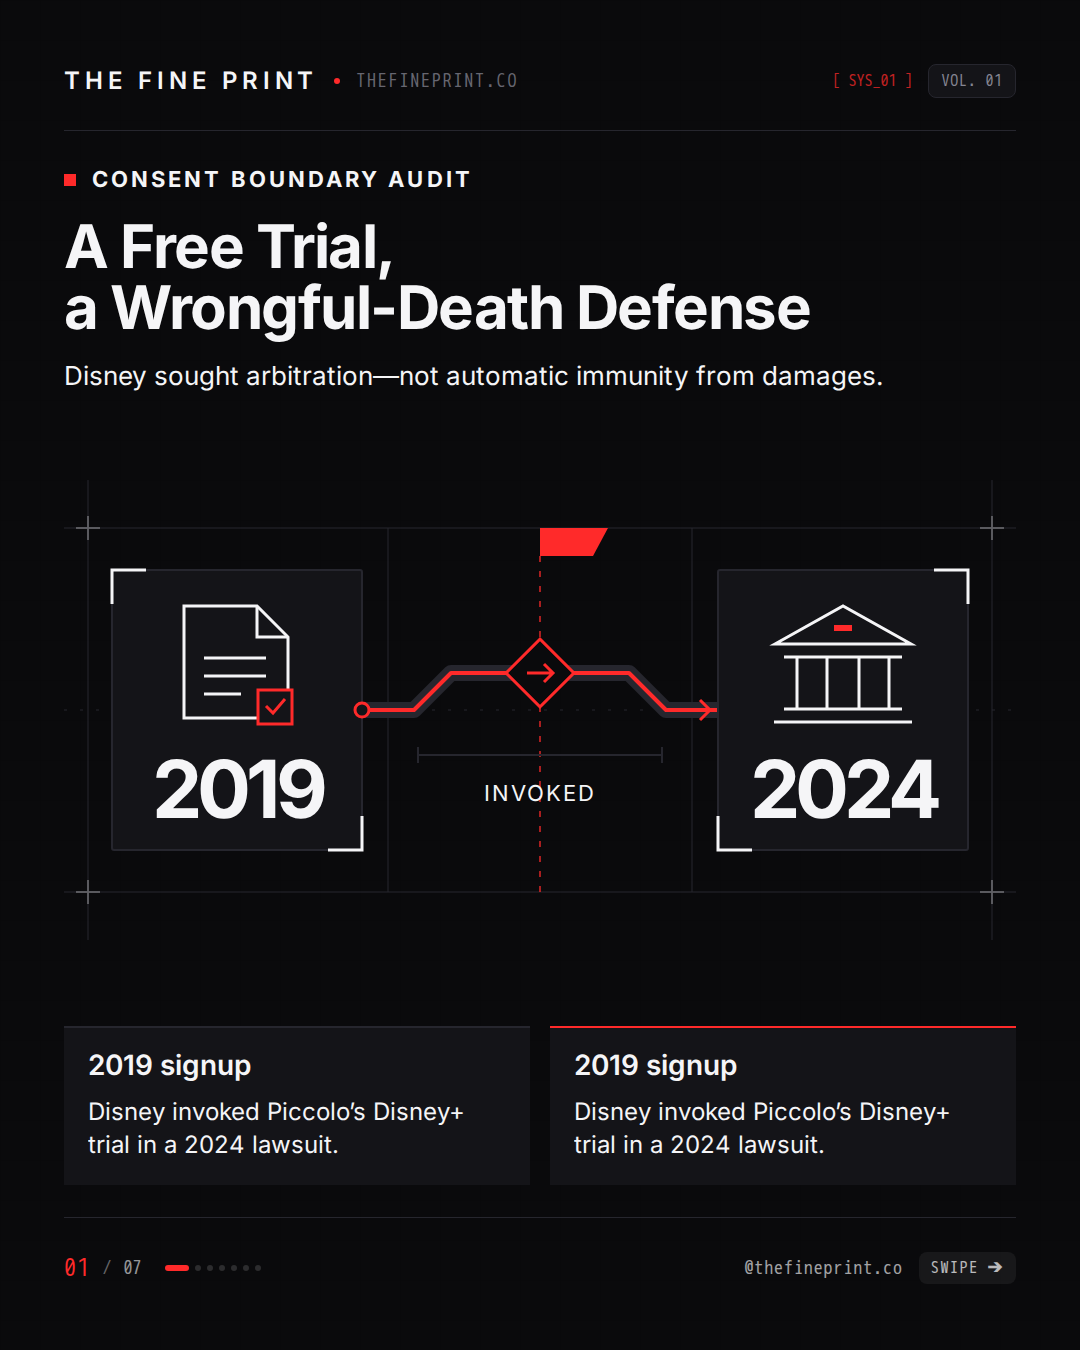 THE FINE PRINT • THEFINEPRINT.CO
[ SYS_01 ] VOL. 01
CONSENT BOUNDARY AUDIT
A Free Trial,
a Wrongful-Death Defense
Disney sought arbitration—not automatic immunity from damages.
2019
INVOKED
2024
2019 signup
Disney invoked Piccolo’s Disney+
trial in a 2024 lawsuit.
2019 signup
Disney invoked Piccolo’s Disney+
trial in a 2024 lawsuit.
01 / 07
@thefineprint.co
SWIPE →